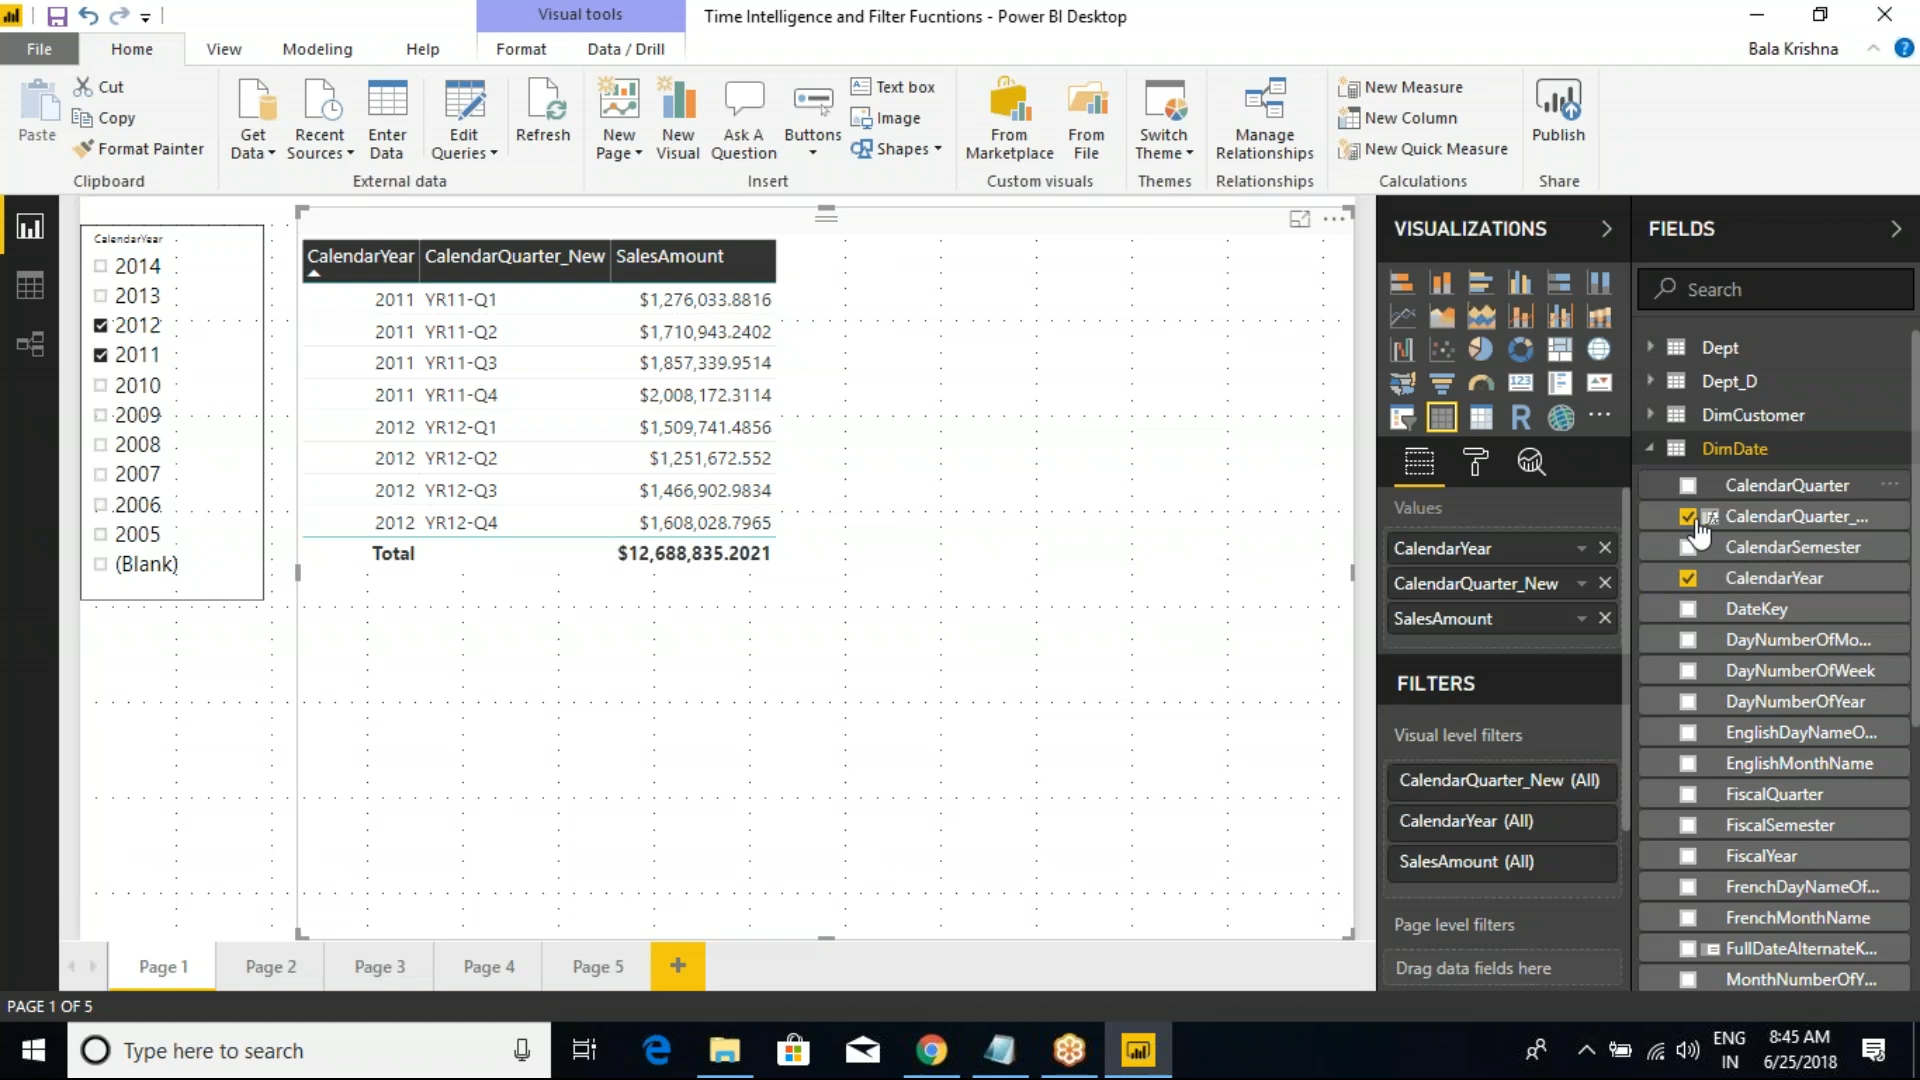 Visual tools
Time Intelligence and Filter Fucntions - Power BI Desktop
File
Home
View
Modeling
Help
Format
Data / Drill
Bala Krishna
Paste
Cut
Copy
Format Painter
Clipboard
Get Data
Recent Sources
Enter Data
Edit Queries
Refresh
External data
New Page
New Visual
Ask A Question
Buttons
Text box
Image
Shapes
Insert
From Marketplace
From File
Custom visuals
Switch Theme
Themes
Manage Relationships
Relationships
New Measure
New Column
New Quick Measure
Calculations
Publish
Share
CalendarYear
2014
2013
2012
2011
2010
2009
2008
2007
2006
2005
(Blank)
CalendarYear CalendarQuarter_New SalesAmount
2011 YR11-Q1 $1,276,033.8816
2011 YR11-Q2 $1,710,943.2402
2011 YR11-Q3 $1,857,339.9514
2011 YR11-Q4 $2,008,172.3114
2012 YR12-Q1 $1,509,741.4856
2012 YR12-Q2 $1,251,672.552
2012 YR12-Q3 $1,466,902.9834
2012 YR12-Q4 $1,608,028.7965
Total $12,688,835.2021
VISUALIZATIONS
123
R
Values
CalendarYear
CalendarQuarter_New
SalesAmount
FILTERS
Visual level filters
CalendarQuarter_New (All)
CalendarYear (All)
SalesAmount (All)
Page level filters
Drag data fields here
FIELDS
Search
Dept
Dept_D
DimCustomer
DimDate
CalendarQuarter
CalendarQuarter_...
CalendarSemester
CalendarYear
DateKey
DayNumberOfMo...
DayNumberOfWeek
DayNumberOfYear
EnglishDayNameO...
EnglishMonthName
FiscalQuarter
FiscalSemester
FiscalYear
FrenchDayNameOf...
FrenchMonthName
FullDateAlternateK...
MonthNumberOfY...
Page 1
Page 2
Page 3
Page 4
Page 5
+
PAGE 1 OF 5
Type here to search
ENG
IN
8:45 AM
6/25/2018